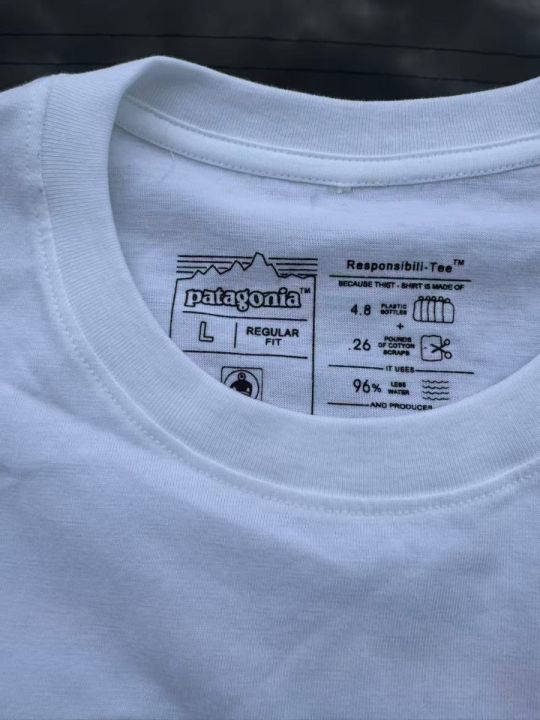 patagonia™
L
REGULAR
FIT
Responsibili-Tee™
BECAUSE THIST - SHIRT IS MADE OF
4.8 PLASTIC
BOTTLES
+
.26 POUNDS
OF COTTON
SCRAPS
IT USES
96% LESS
WATER
AND PRODUCES